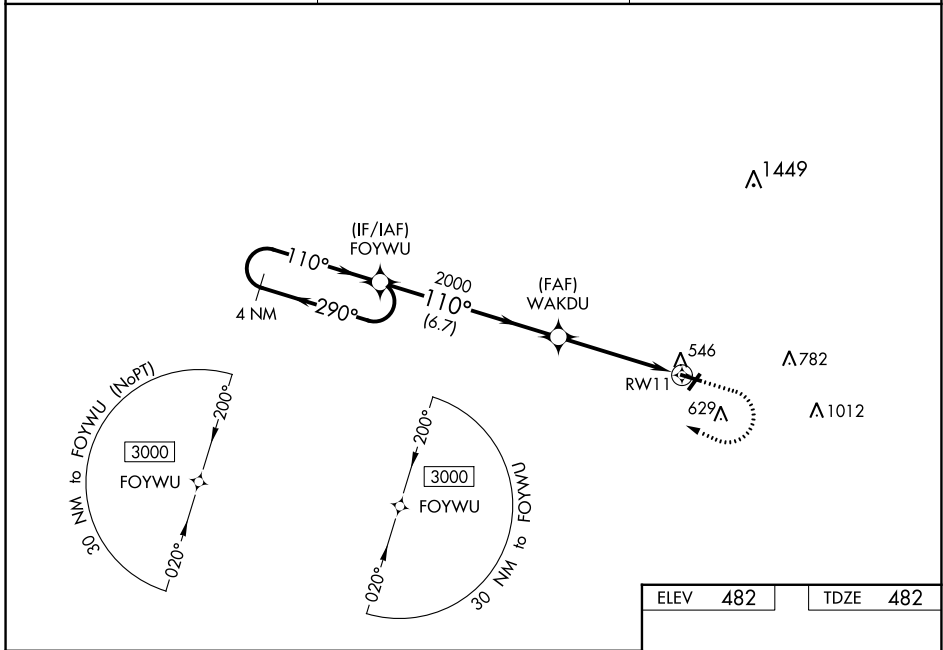 1449
(IF/IAF)
FOYWU
110°
2000
110°
(6.7)
(FAF)
WAKDU
4 NM
290°
546
782
RW11
629
1012
30 NM to FOYWU (NoPT)
200°
3000
FOYWU
020°
200°
3000
FOYWU
020°
30 NM to FOYWU
ELEV 482
TDZE 482